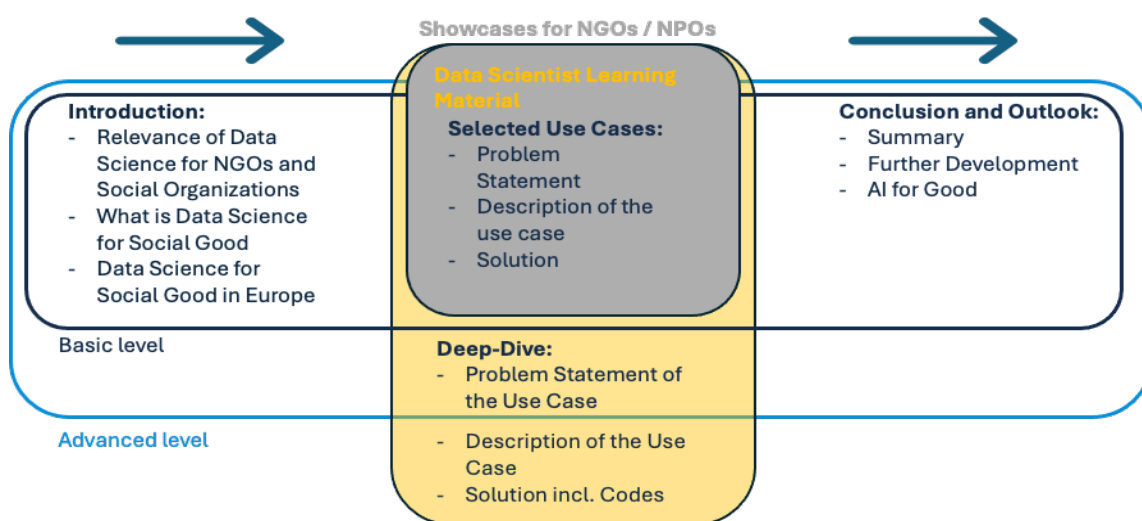 Showcases for NGOs / NPOs
Introduction:
- Relevance of Data
Science for NGOs and
Social Organizations
- What is Data Science
for Social Good
- Data Science for
Social Good in Europe
Basic level
Advanced level
Data Scientist Learning
Material
Selected Use Cases:
- Problem
Statement
- Description of the
use case
- Solution
Deep-Dive:
- Problem Statement of
the Use Case
- Description of the Use
Case
- Solution incl. Codes
Conclusion and Outlook:
- Summary
- Further Development
- AI for Good